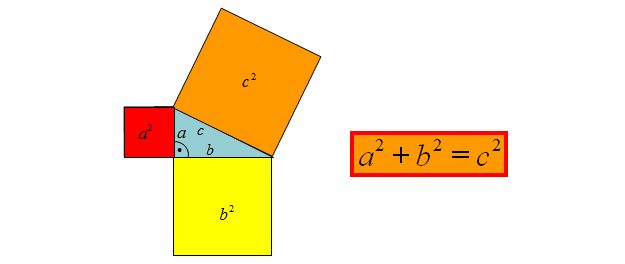 c²
a²
a
c
b
b²
a² + b² = c²